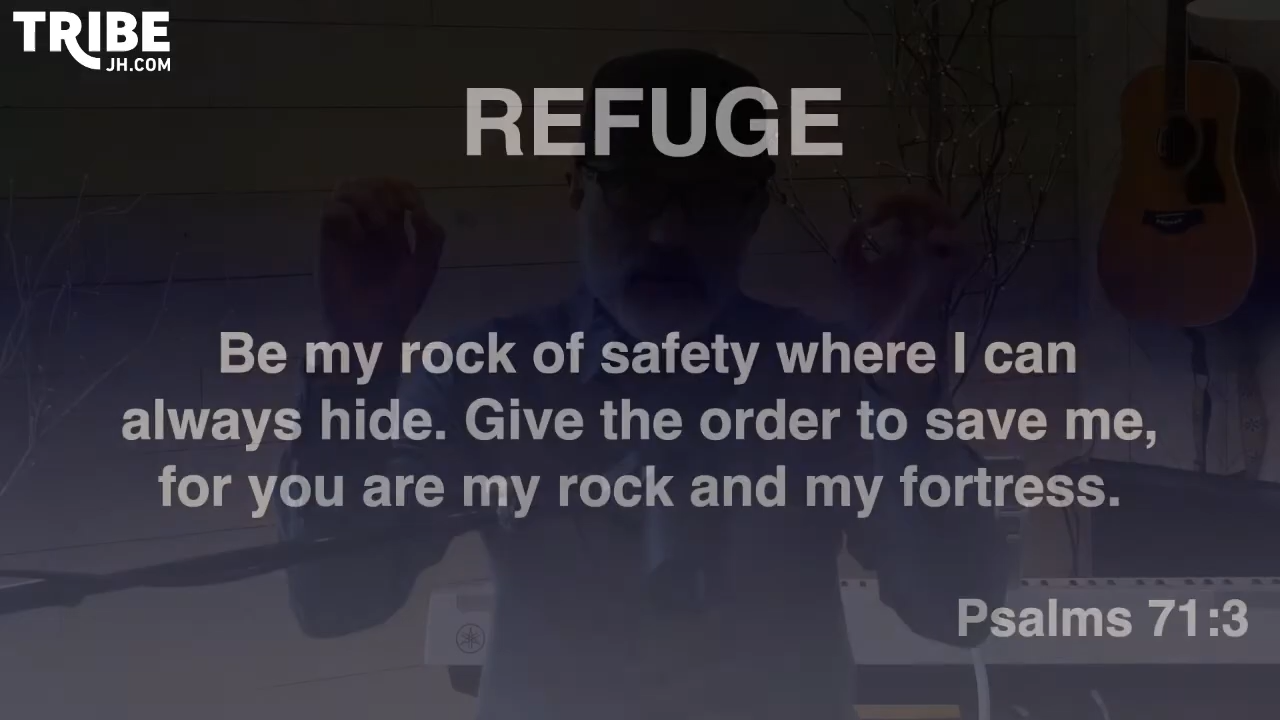 TRIBE
JH.COM
REFUGE
Be my rock of safety where I can
always hide. Give the order to save me,
for you are my rock and my fortress.
Psalms 71:3